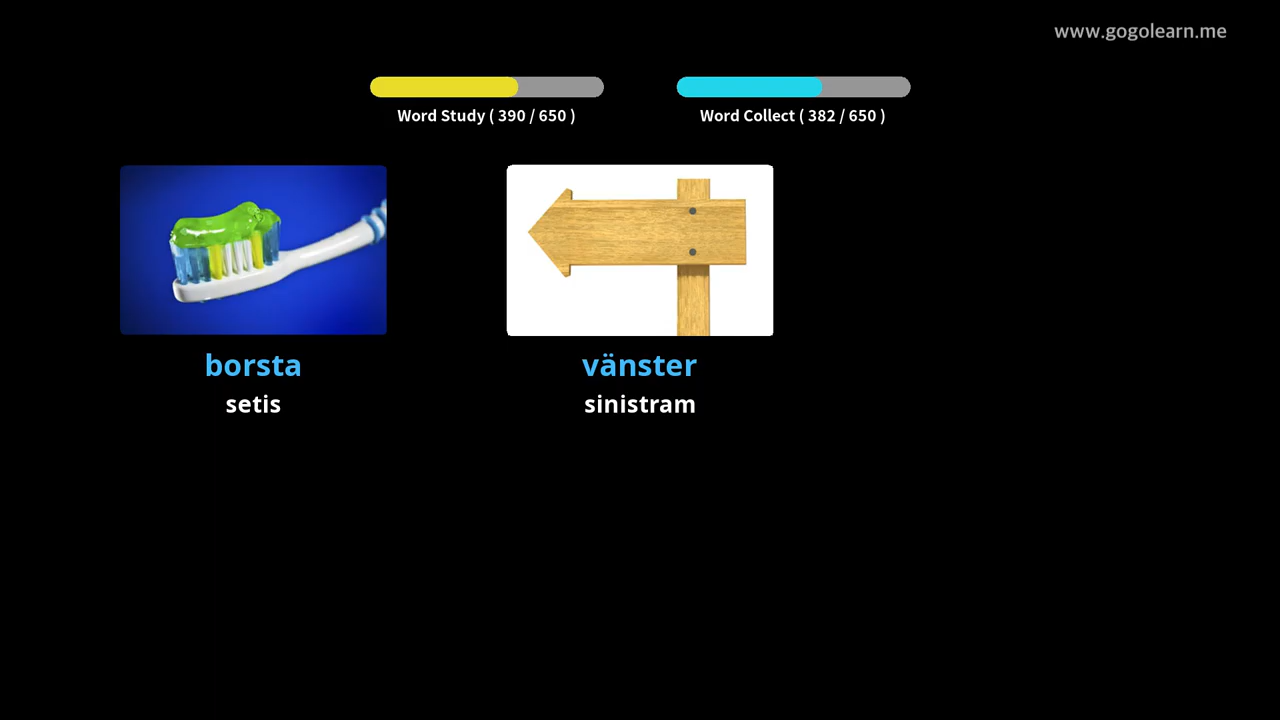 www.gogolearn.me
Word Study ( 390 / 650 )
Word Collect ( 382 / 650 )
borsta
vänster
setis
sinistram